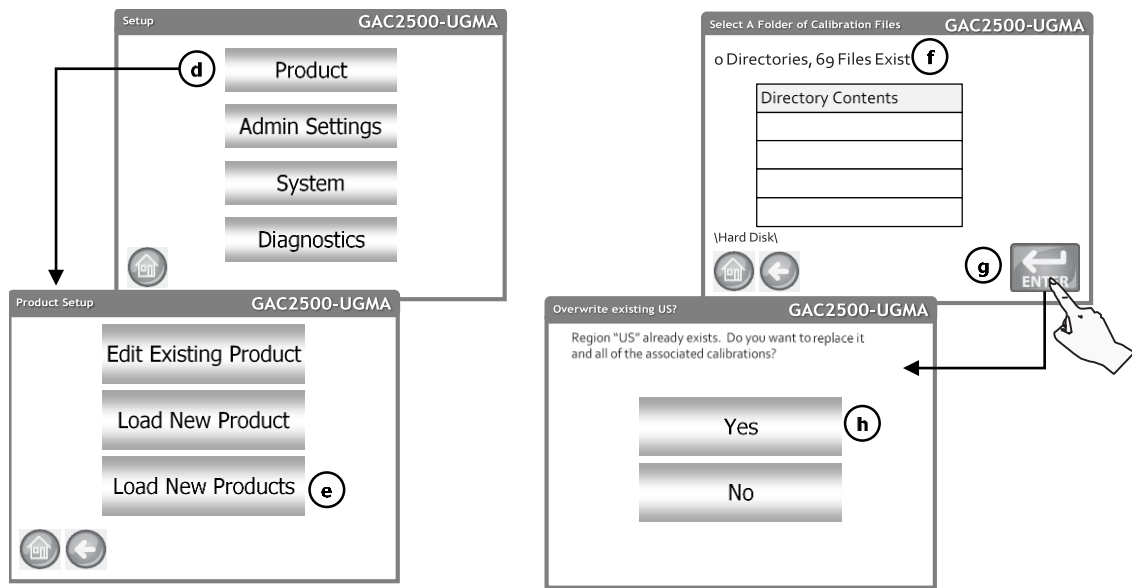 Setup
GAC2500-UGMA
d
Product
Admin Settings
System
Diagnostics
Product Setup
GAC2500-UGMA
Edit Existing Product
Load New Product
Load New Products
e
Select A Folder of Calibration Files
GAC2500-UGMA
0 Directories, 69 Files Exist
f
Directory Contents
\Hard Disk\
g
ENTER
Overwrite existing US?
GAC2500-UGMA
Region "US" already exists. Do you want to replace it
and all of the associated calibrations?
Yes
h
No